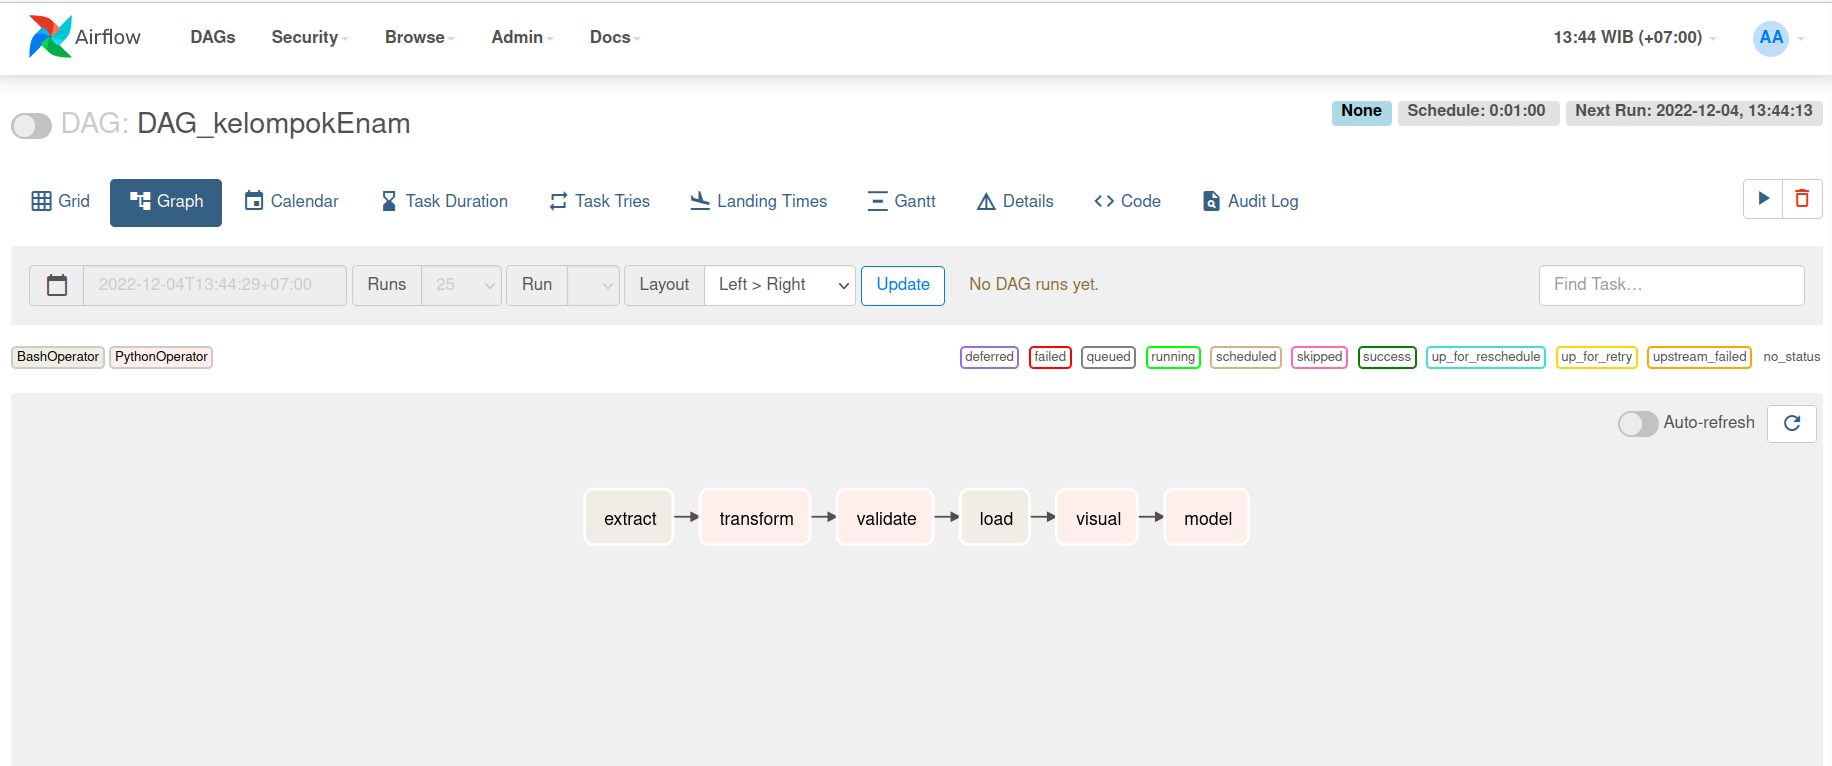 Airflow DAGs Security Browse Admin Docs 13:44 WIB (+07:00) AA
DAG: DAG_kelompokEnam None Schedule: 0:01:00 Next Run: 2022-12-04, 13:44:13
Grid Graph Calendar Task Duration Task Tries Landing Times Gantt Details Code Audit Log
2022-12-04T13:44:29+07:00 Runs 25 Run Layout Left > Right Update No DAG runs yet. Find Task…
BashOperator PythonOperator deferred failed queued running scheduled skipped success up_for_reschedule up_for_retry upstream_failed no_status
Auto-refresh
extract transform validate load visual model